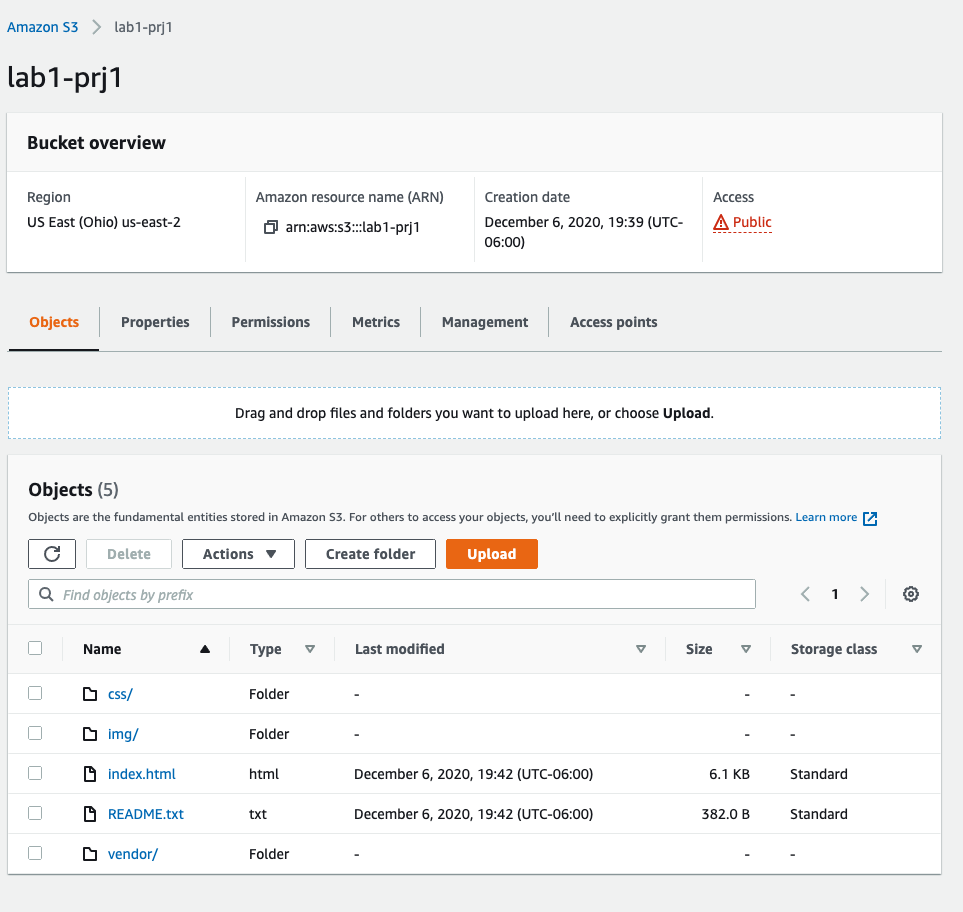 Amazon S3 > lab1-prj1
lab1-prj1
Bucket overview
Region
US East (Ohio) us-east-2
Amazon resource name (ARN)
arn:aws:s3:::lab1-prj1
Creation date
December 6, 2020, 19:39 (UTC-
06:00)
Access
Public
Objects Properties Permissions Metrics Management Access points
Drag and drop files and folders you want to upload here, or choose Upload.
Objects (5)
Objects are the fundamental entities stored in Amazon S3. For others to access your objects, you'll need to explicitly grant them permissions. Learn more
Delete Actions Create folder Upload
Find objects by prefix 1
Name Type Last modified Size Storage class
css/ Folder - - -
img/ Folder - - -
index.html html December 6, 2020, 19:42 (UTC-06:00) 6.1 KB Standard
README.txt txt December 6, 2020, 19:42 (UTC-06:00) 382.0 B Standard
vendor/ Folder - - -